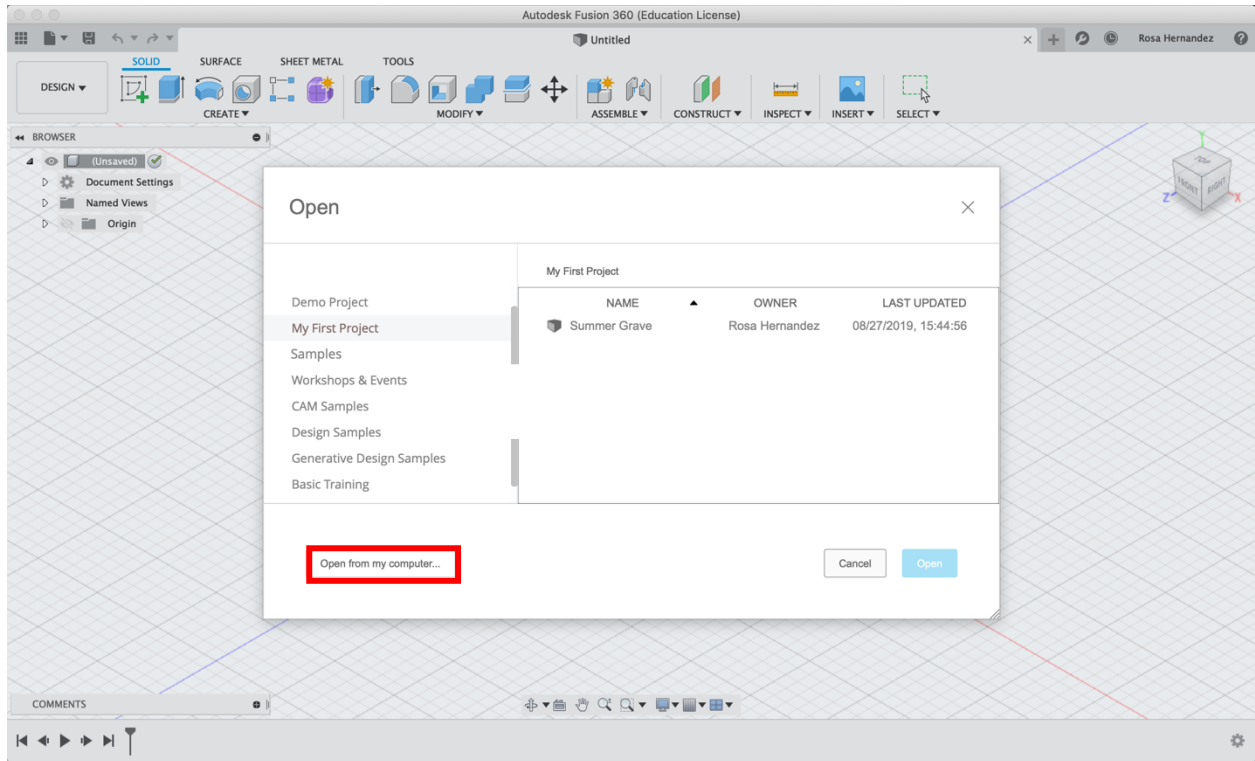 Autodesk Fusion 360 (Education License)
Untitled
Rosa Hernandez
SOLID SURFACE SHEET METAL TOOLS
DESIGN
CREATE MODIFY ASSEMBLE CONSTRUCT INSPECT INSERT SELECT
BROWSER
(Unsaved)
Document Settings
Named Views
Origin
FRONT RIGHT
Z X Y
Open
My First Project
Demo Project
My First Project
Samples
Workshops & Events
CAM Samples
Design Samples
Generative Design Samples
Basic Training
NAME OWNER LAST UPDATED
Summer Grave Rosa Hernandez 08/27/2019, 15:44:56
Open from my computer...
Cancel Open
COMMENTS